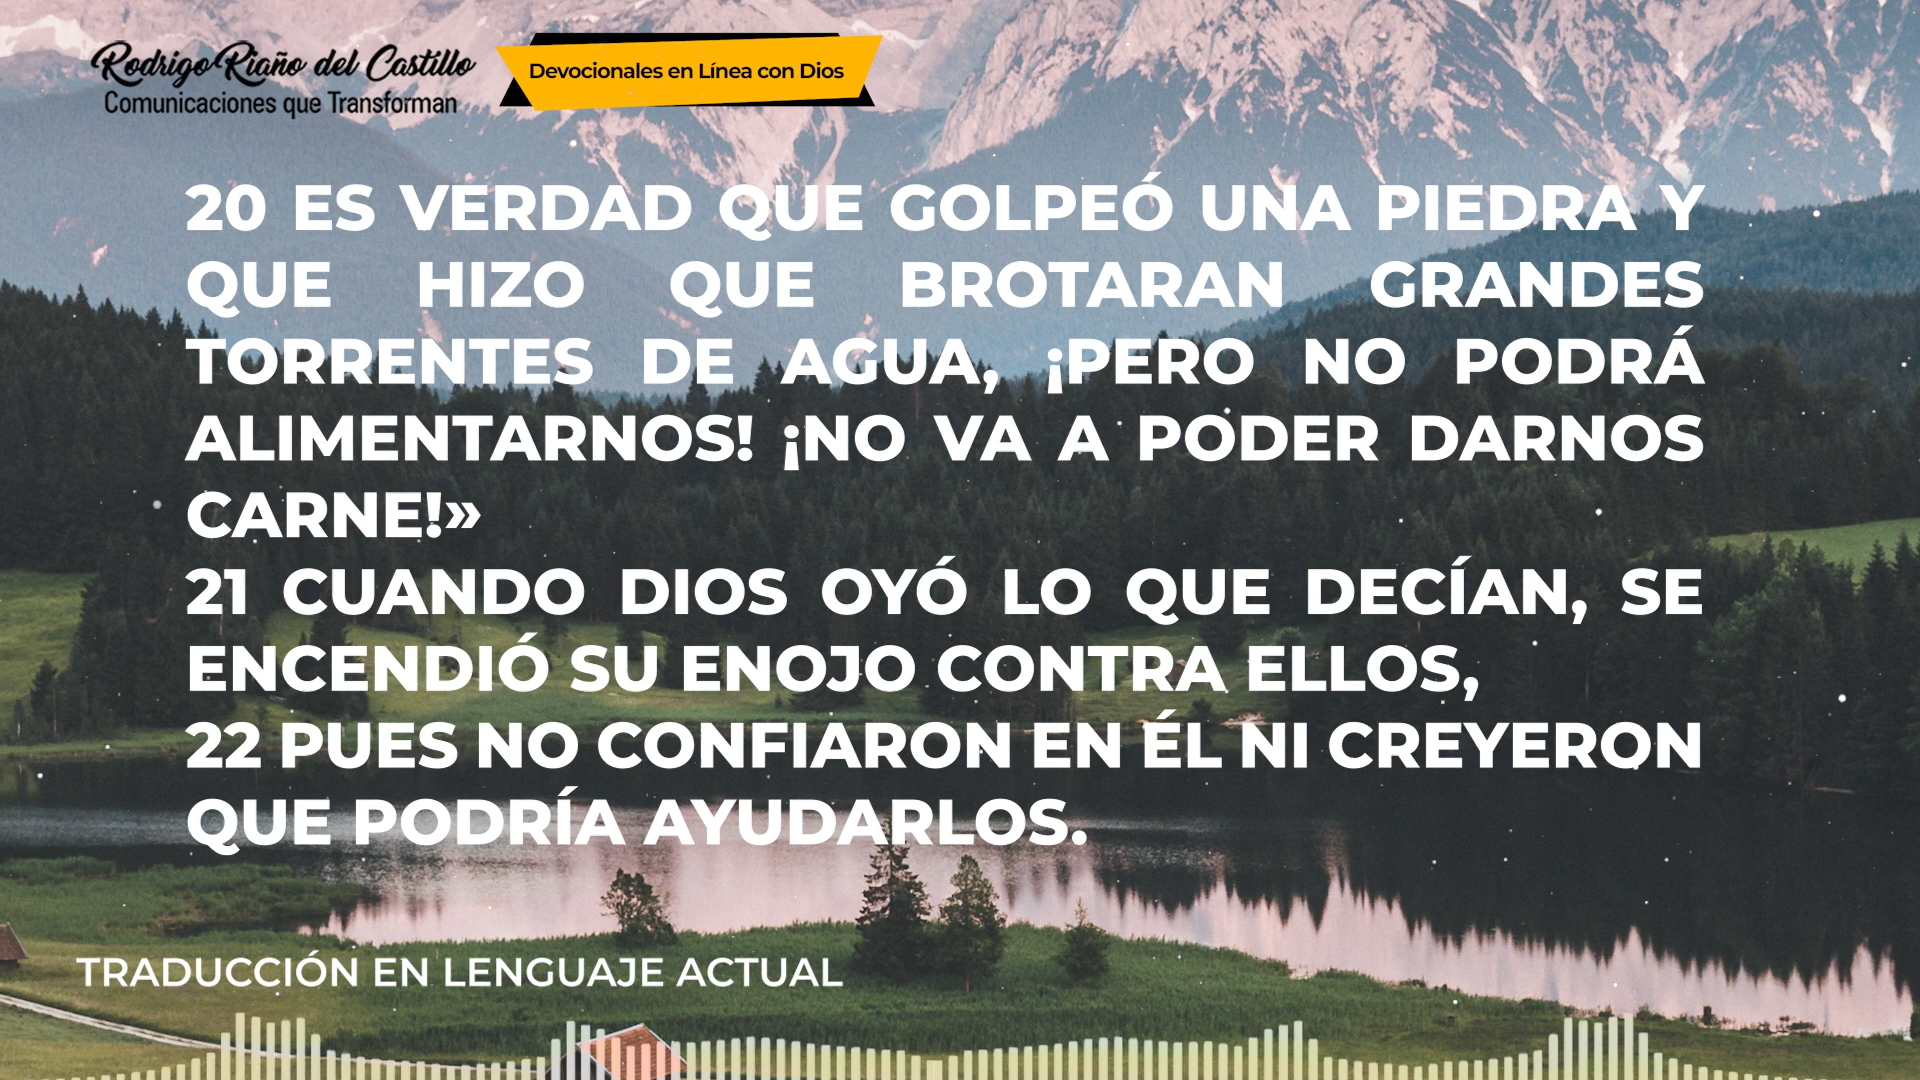 Rodrigo Riaño del Castillo
Comunicaciones que Transforman
Devocionales en Línea con Dios
20 ES VERDAD QUE GOLPEÓ UNA PIEDRA Y
QUE HIZO QUE BROTARAN GRANDES
TORRENTES DE AGUA, ¡PERO NO PODRÁ
ALIMENTARNOS! ¡NO VA A PODER DARNOS
CARNE!»
21 CUANDO DIOS OYÓ LO QUE DECÍAN, SE
ENCENDIÓ SU ENOJO CONTRA ELLOS,
22 PUES NO CONFIARON EN ÉL NI CREYERON
QUE PODRÍA AYUDARLOS.
TRADUCCIÓN EN LENGUAJE ACTUAL